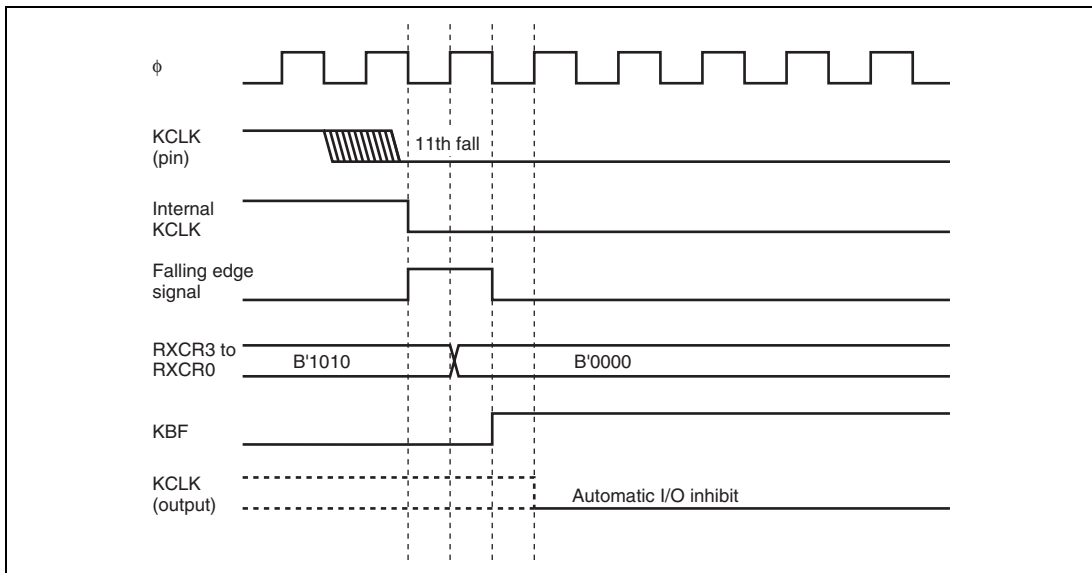 φ
KCLK
(pin)
11th fall
Internal
KCLK
Falling edge
signal
RXCR3 to
RXCR0
B'1010
B'0000
KBF
KCLK
(output)
Automatic I/O inhibit